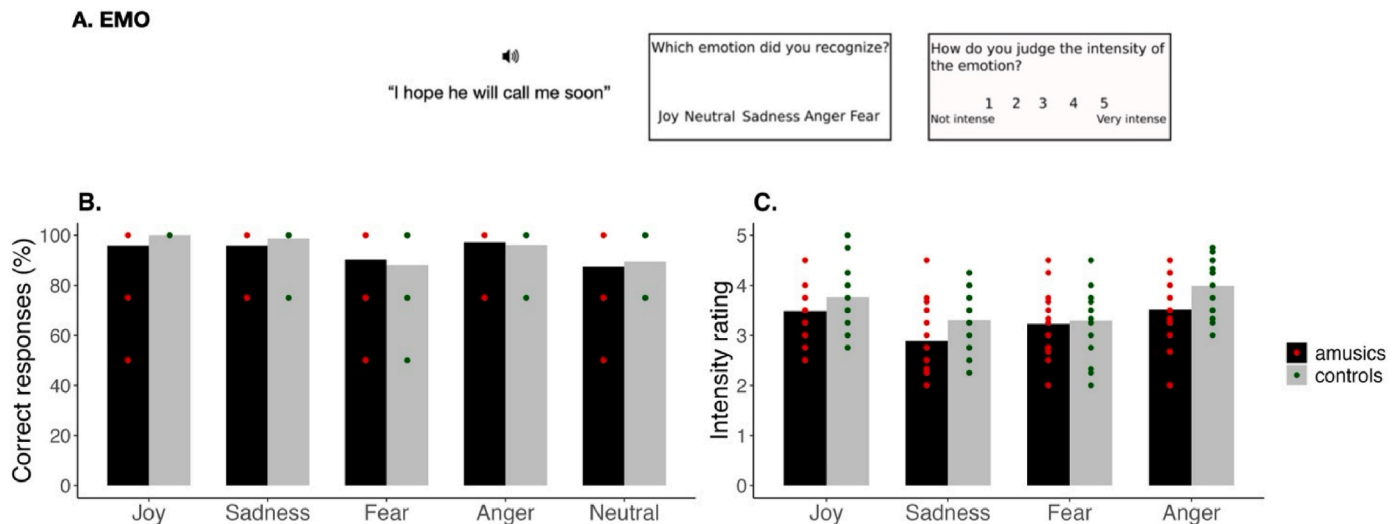 A. EMO
“I hope he will call me soon”
Which emotion did you recognize?
Joy Neutral Sadness Anger Fear
How do you judge the intensity of
the emotion?
1 2 3 4 5
Not intense Very intense
B.
Correct responses (%)
100
80
60
40
20
0
Joy Sadness Fear Anger Neutral
C.
Intensity rating
5
4
3
2
1
0
Joy Sadness Fear Anger
amusics
controls